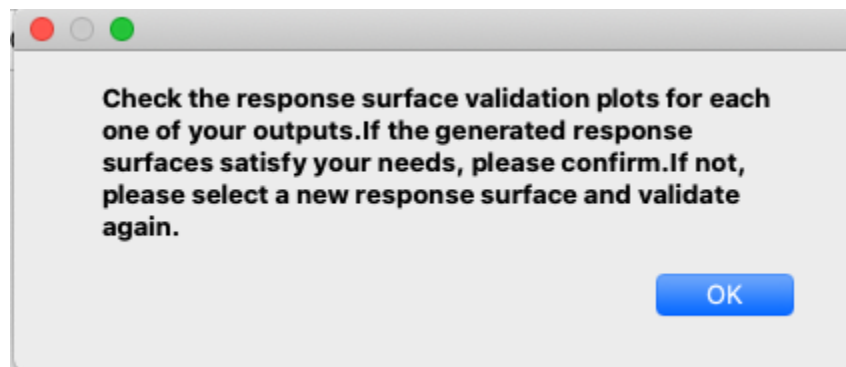 Check the response surface validation plots for each
one of your outputs.If the generated response
surfaces satisfy your needs, please confirm.If not,
please select a new response surface and validate
again.
OK